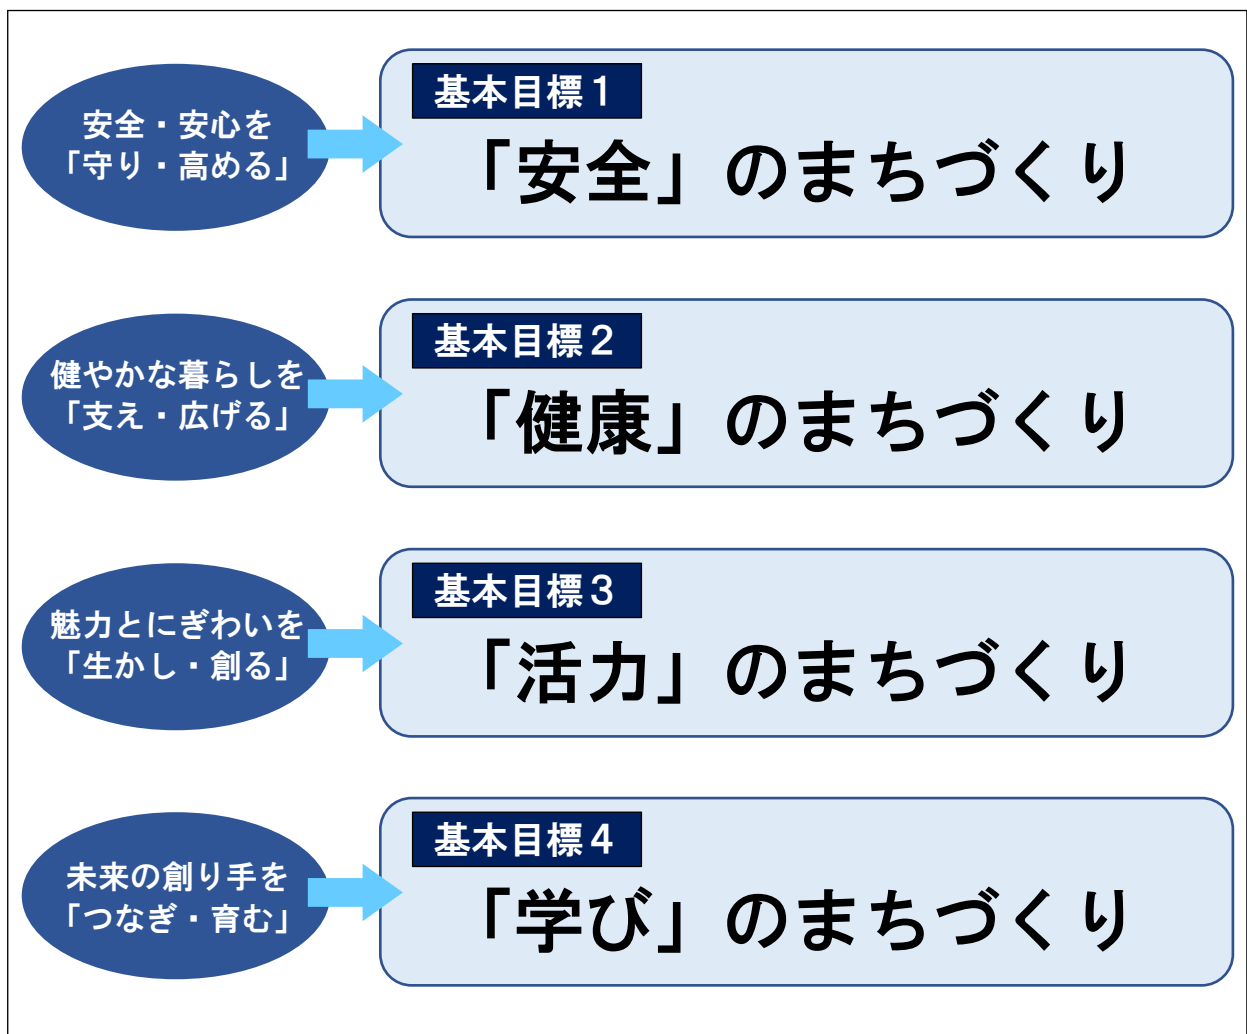 安全・安心を
「守り・高める」
基本目標1
「安全」のまちづくり
健やかな暮らしを
「支え・広げる」
基本目標2
「健康」のまちづくり
魅力とにぎわいを
「生かし・創る」
基本目標3
「活力」のまちづくり
未来の創り手を
「つなぎ・育む」
基本目標4
「学び」のまちづくり